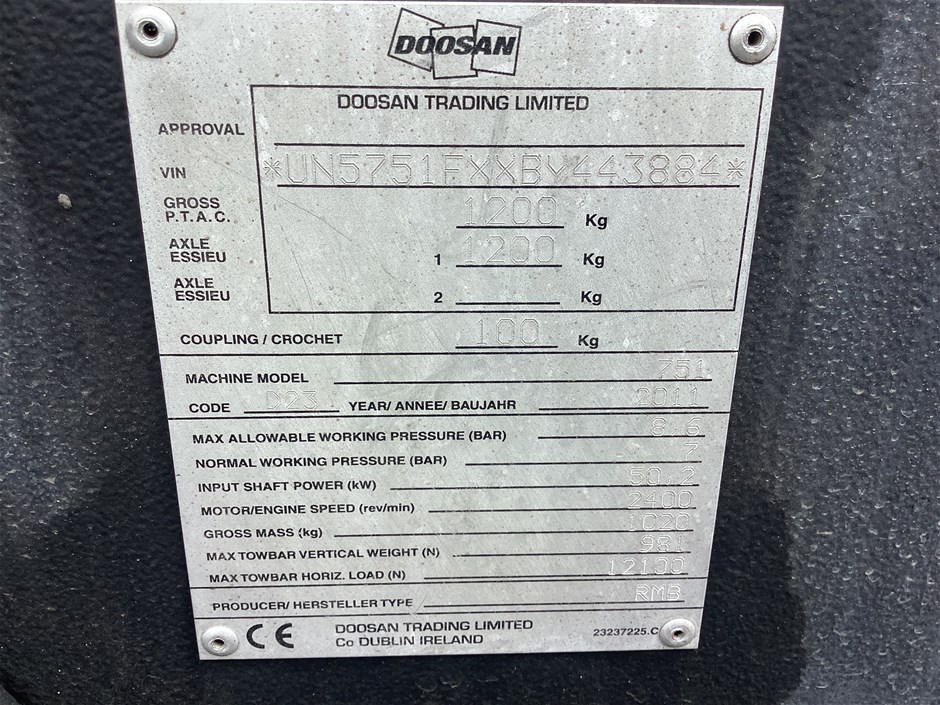 DOOSAN
DOOSAN TRADING LIMITED
APPROVAL
VIN *UN5751FXXBY443884*
GROSS P.T.A.C. 1200 Kg
AXLE ESSIEU 1 1200 Kg
AXLE ESSIEU 2 Kg
COUPLING / CROCHET 100 Kg
MACHINE MODEL 751
CODE D23 YEAR/ ANNEE/ BAUJAHR 2011
MAX ALLOWABLE WORKING PRESSURE (BAR) 8.6
NORMAL WORKING PRESSURE (BAR) 7
INPUT SHAFT POWER (kW) 50.2
MOTOR/ENGINE SPEED (rev/min) 2400
GROSS MASS (kg) 1020
MAX TOWBAR VERTICAL WEIGHT (N) 981
MAX TOWBAR HORIZ. LOAD (N) 12100
PRODUCER/ HERSTELLER TYPE RMB
CE DOOSAN TRADING LIMITED
Co DUBLIN IRELAND 23237225.C